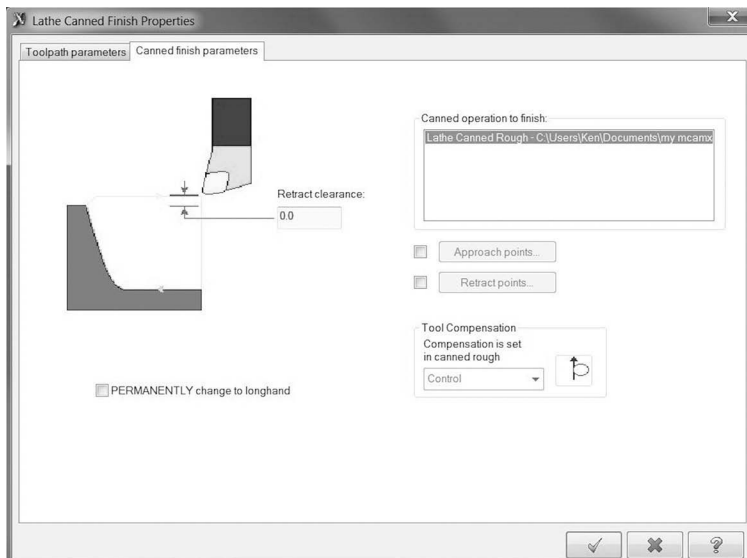 Lathe Canned Finish Properties
Toolpath parameters
Canned finish parameters
Retract clearance:
0.0
PERMANENTLY change to longhand
Canned operation to finish:
Lathe Canned Rough - C:\Users\Ken\Documents\my mcamx
Approach points...
Retract points...
Tool Compensation
Compensation is set
in canned rough
Control